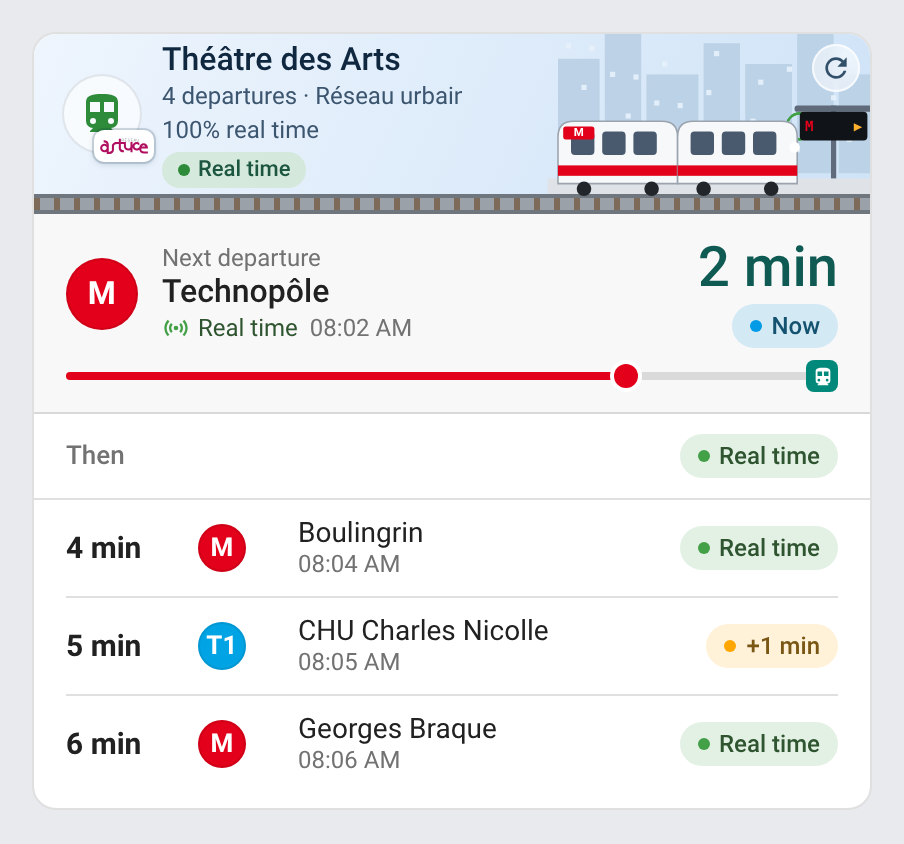 Théâtre des Arts
4 departures · Réseau urbair
100% real time
astuce
Real time
M
M
Next departure
M
Technopôle
Real time 08:02 AM
2 min
Now
Then
Real time
4 min
M
Boulingrin
08:04 AM
Real time
5 min
T1
CHU Charles Nicolle
08:05 AM
+1 min
6 min
M
Georges Braque
08:06 AM
Real time